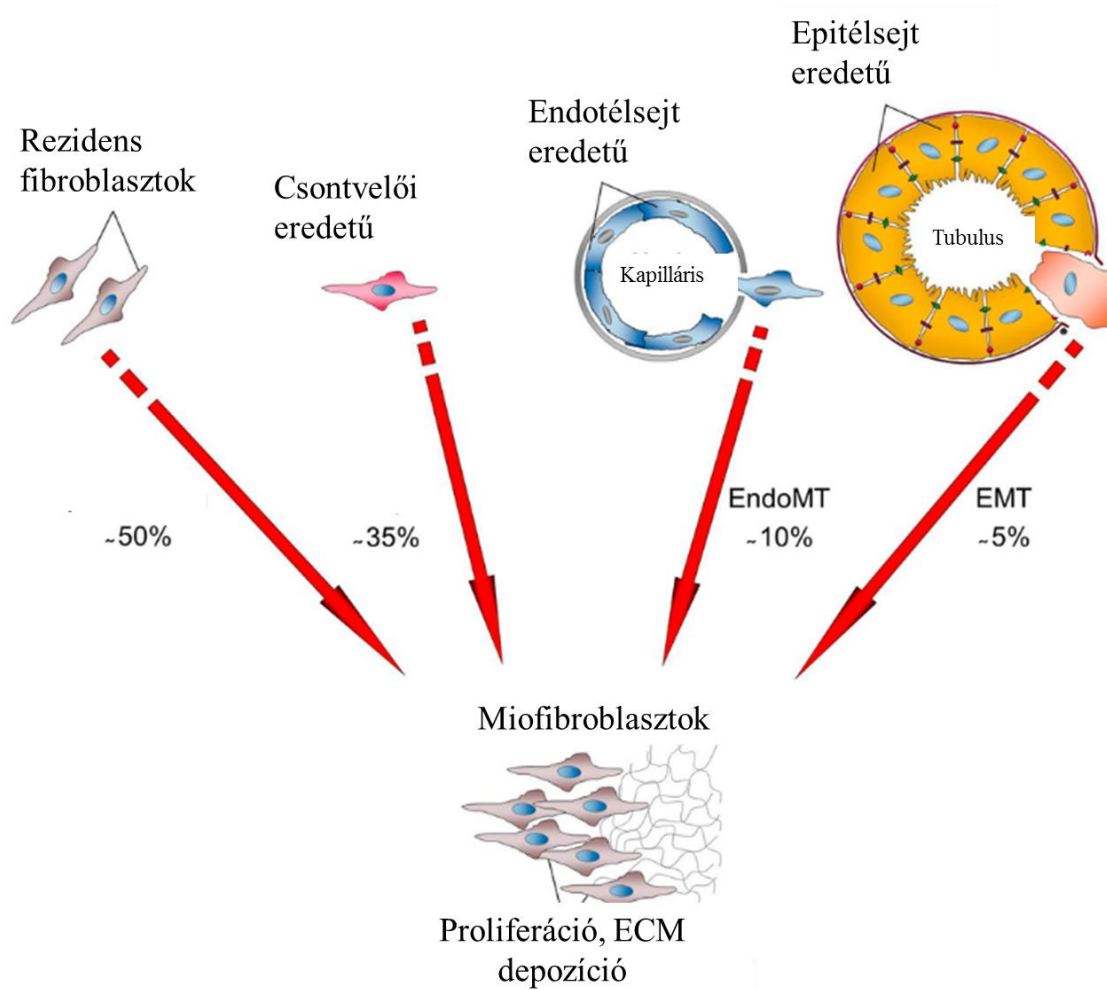 Epitélsejt
eredetű
Endotélsejt
eredetű
Rezidens
fibroblasztok
Csontvelői
eredetű
Kapilláris
Tubulus
EndoMT
EMT
~50%
~35%
~10%
~5%
Miofibroblasztok
Proliferáció, ECM
depozíció